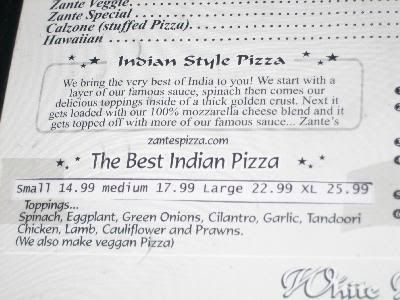 Zante Veggie
Zante Special
Calzone (stuffed Pizza)
Hawaiian
Indian Style Pizza
We bring the very best of India to you! We start with a
layer of our famous sauce, spinach then comes our
delicious toppings inside of a thick golden crust. Next it
gets loaded with our 100% mozzarella cheese blend and it
gets topped off with more of our famous sauce... Zante's
zantespizza.com
The Best Indian Pizza
Small 14.99 medium 17.99 Large 22.99 XL 25.99
Toppings...
Spinach, Eggplant, Green Onions, Cilantro, Garlic, Tandoori
Chicken, Lamb, Cauliflower and Prawns.
(We also make veggan Pizza)
White